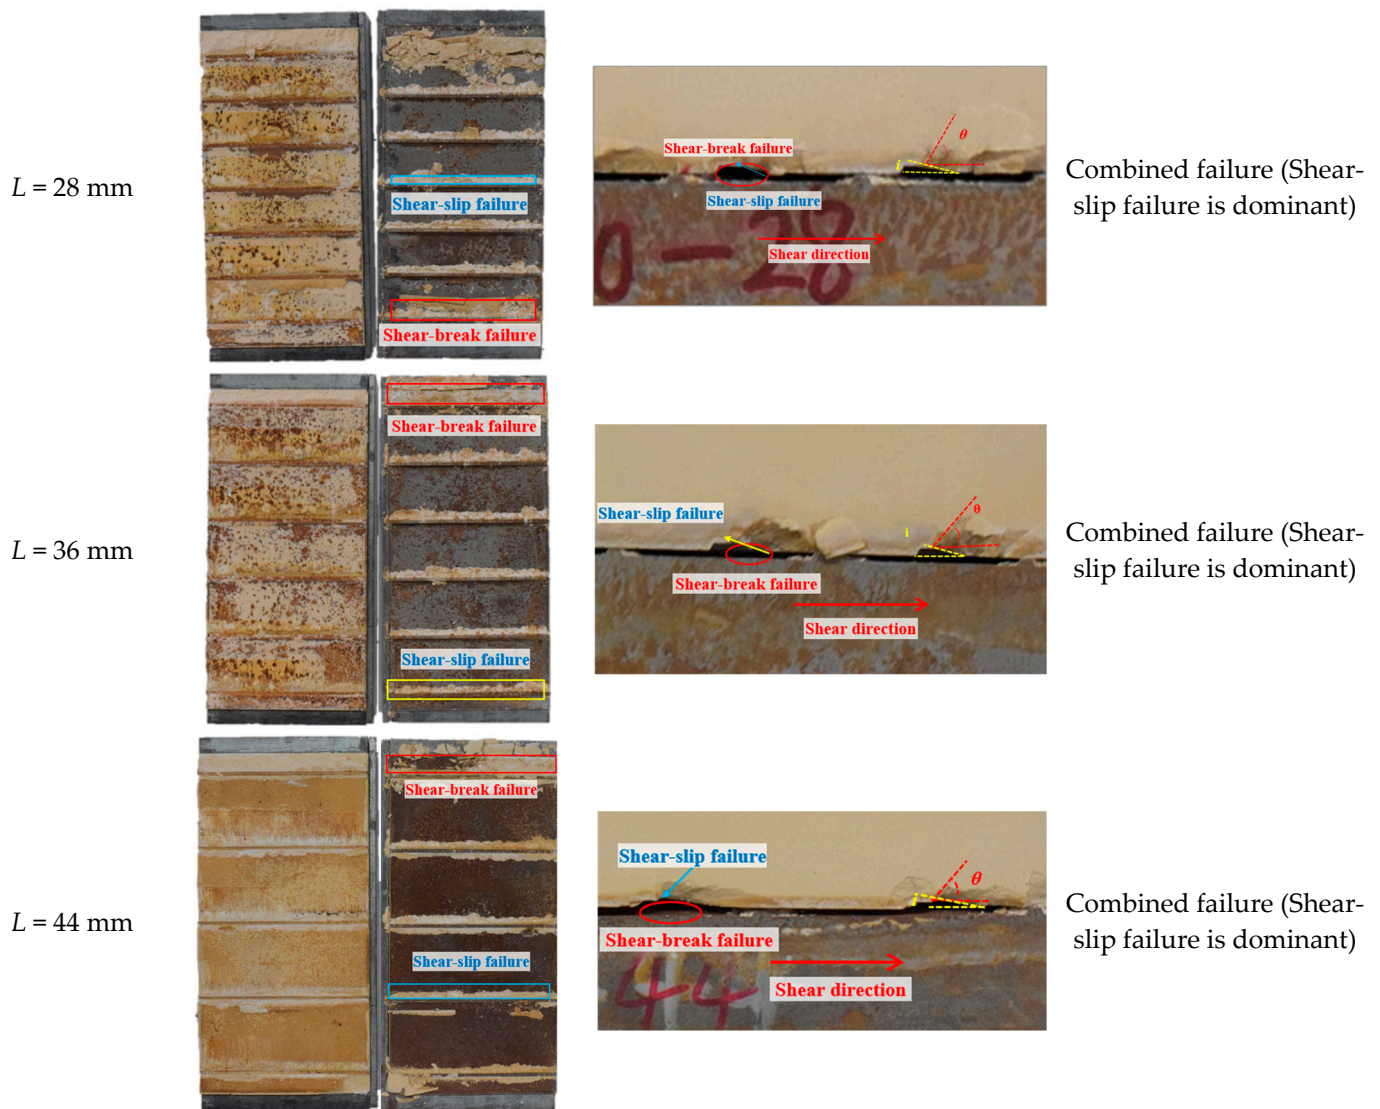 L = 28 mm
Shear-slip failure
Shear-break failure
Shear-break failure
θ
i
Shear-slip failure
0-28
Shear direction
Combined failure (Shear-
slip failure is dominant)
L = 36 mm
Shear-break failure
Shear-slip failure
Shear-slip failure
θ
i
Shear-break failure
Shear direction
Combined failure (Shear-
slip failure is dominant)
L = 44 mm
Shear-break failure
Shear-slip failure
Shear-slip failure
θ
i
Shear-break failure
44
Shear direction
Combined failure (Shear-
slip failure is dominant)